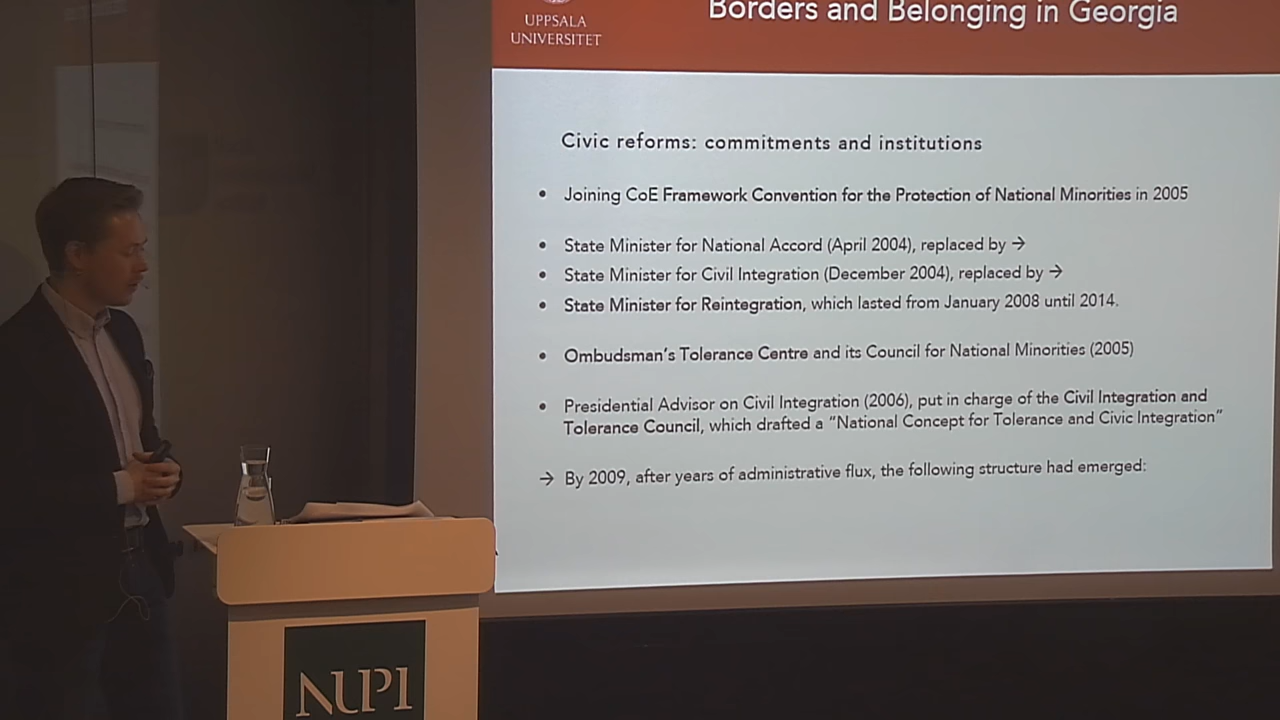 UPPSALA
UNIVERSITET
Borders and Belonging in Georgia
Civic reforms: commitments and institutions
• Joining CoE Framework Convention for the Protection of National Minorities in 2005
• State Minister for National Accord (April 2004), replaced by →
• State Minister for Civil Integration (December 2004), replaced by →
• State Minister for Reintegration, which lasted from January 2008 until 2014.
• Ombudsman's Tolerance Centre and its Council for National Minorities (2005)
• Presidential Advisor on Civil Integration (2006), put in charge of the Civil Integration and
Tolerance Council, which drafted a “National Concept for Tolerance and Civic Integration”
→ By 2009, after years of administrative flux, the following structure had emerged:
NUPI